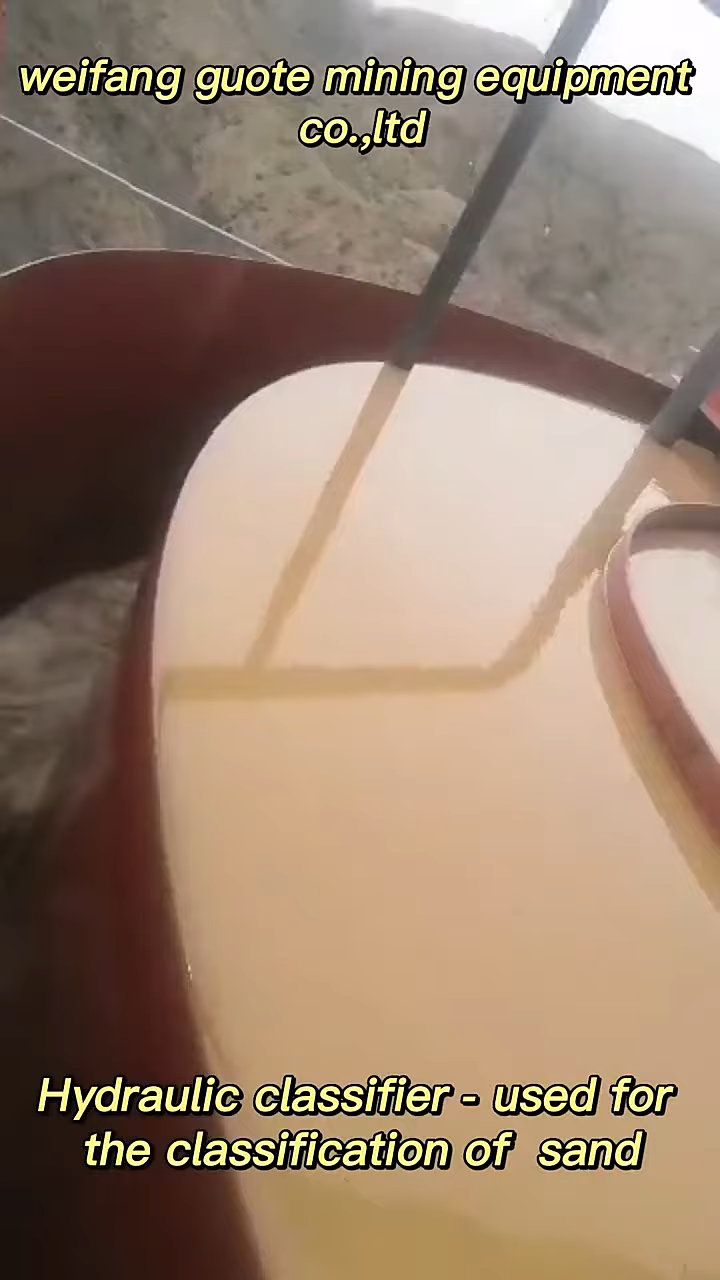 weifang guote mining equipment
co.,ltd
Hydraulic classifier - used for
the classification of  sand